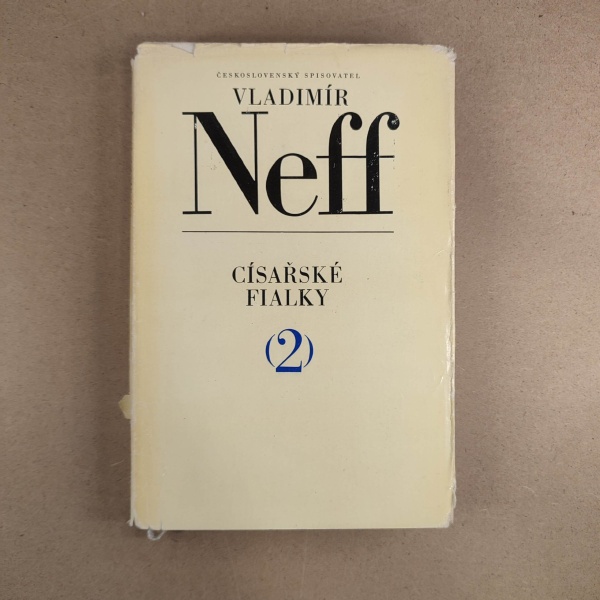 ČESKOSLOVENSKÝ SPISOVATEL
VLADIMÍR
Neff
CÍSAŘSKÉ
FIALKY
(2)